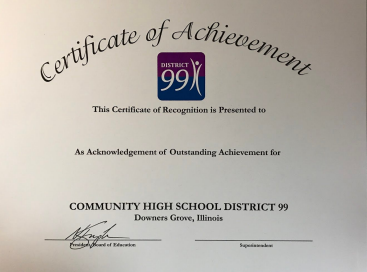 Certificate of Achievement
DISTRICT
99
This Certificate of Recognition is Presented to
As Acknowledgement of Outstanding Achievement for
COMMUNITY HIGH SCHOOL DISTRICT 99
Downers Grove, Illinois
President, Board of Education
Superintendent